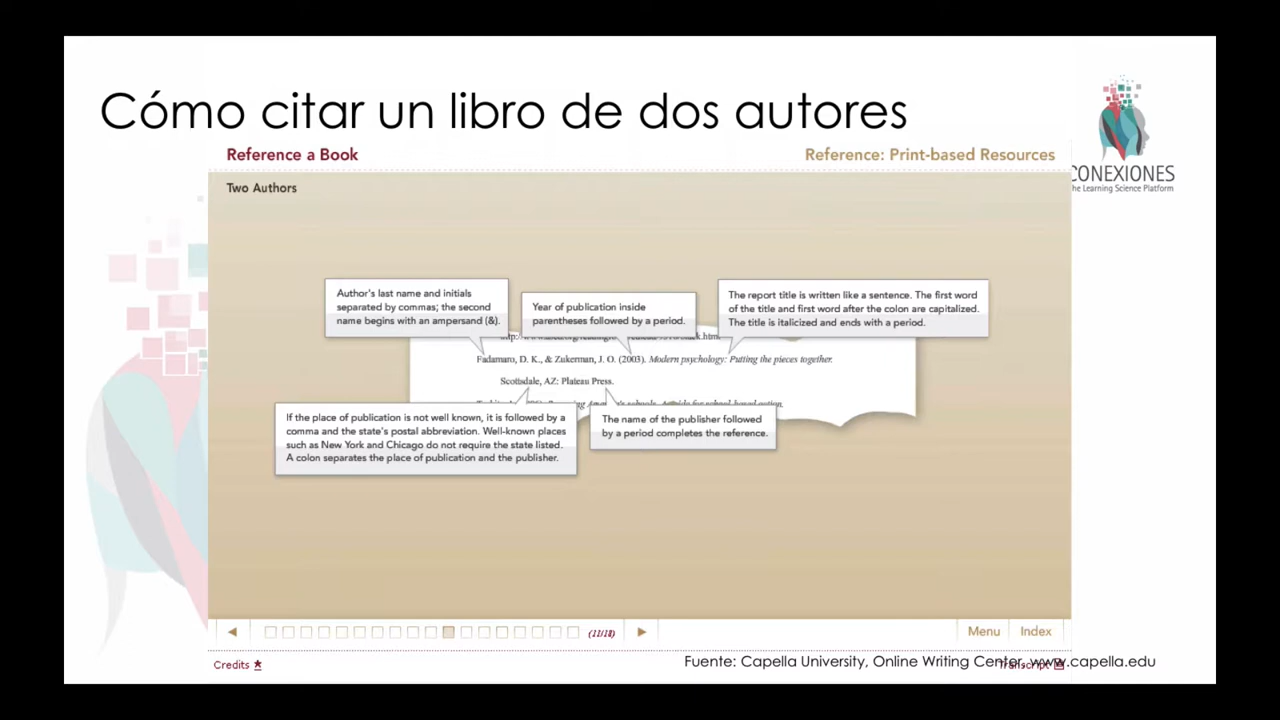 Cómo citar un libro de dos autores
CONEXIONES
The Learning Science Platform
Reference a Book
Reference: Print-based Resources
Two Authors
Author's last name and initials
separated by commas; the second
name begins with an ampersand (&).
Year of publication inside
parentheses followed by a period.
The report title is written like a sentence. The first word
of the title and first word after the colon are capitalized.
The title is italicized and ends with a period.
Fadamaro, D. K., & Zukerman, J. O. (2003). Modern psychology: Putting the pieces together.
Scottsdale, AZ: Plateau Press.
If the place of publication is not well known, it is followed by a
comma and the state's postal abbreviation. Well-known places
such as New York and Chicago do not require the state listed.
A colon separates the place of publication and the publisher.
The name of the publisher followed
by a period completes the reference.
Menu
Index
Credits
Fuente: Capella University, Online Writing Center, www.capella.edu
Transcript